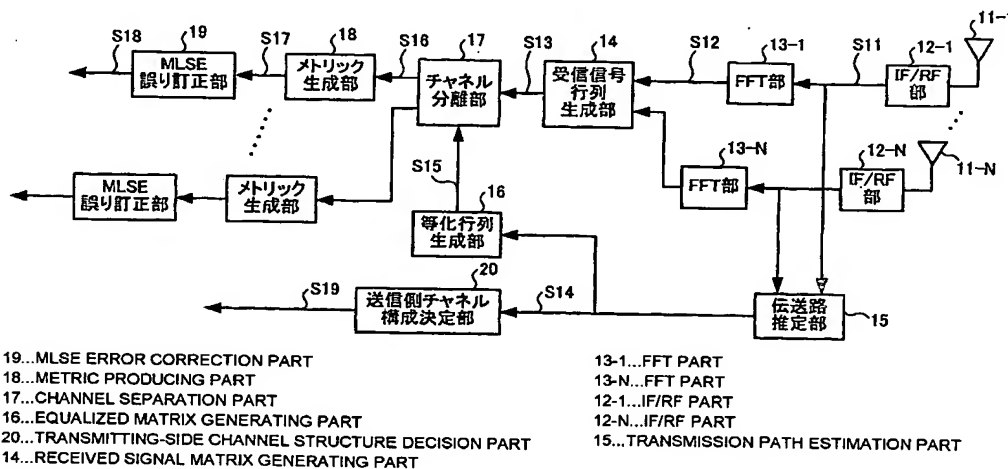 11-1
19
18
17
14
13-1
12-1
S18
S17
S16
S13
S12
S11
MLSE
誤り訂正部
メトリック
生成部
チャネル
分離部
受信信号
行列
生成部
FFT部
IF/RF
部
13-N
12-N
11-N
MLSE
誤り訂正部
メトリック
生成部
FFT部
IF/RF
部
S15
16
等化行列
生成部
20
S19
送信側チャネル
構成決定部
S14
伝送路
推定部
15
19...MLSE ERROR CORRECTION PART
18...METRIC PRODUCING PART
17...CHANNEL SEPARATION PART
16...EQUALIZED MATRIX GENERATING PART
20...TRANSMITTING-SIDE CHANNEL STRUCTURE DECISION PART
14...RECEIVED SIGNAL MATRIX GENERATING PART
13-1...FFT PART
13-N...FFT PART
12-1...IF/RF PART
12-N...IF/RF PART
15...TRANSMISSION PATH ESTIMATION PART